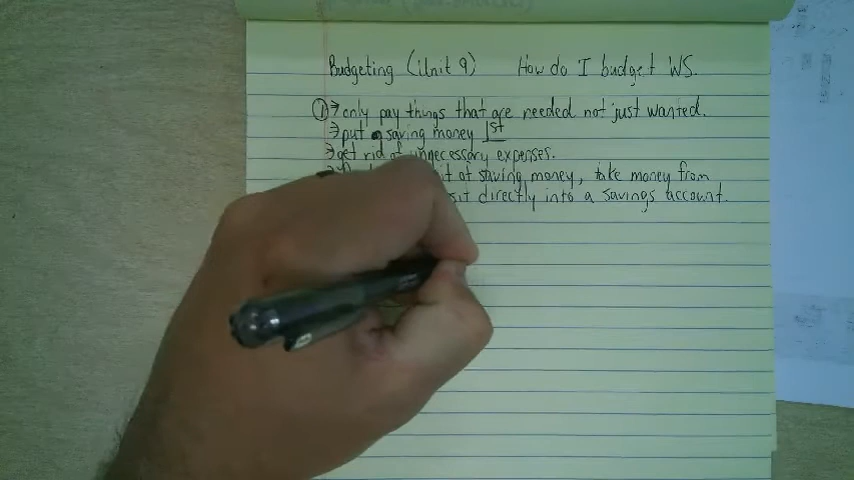 Budgeting (Unit 9) How do I budget WS.
① → only pay things that are needed not just wanted.
→ put saving money 1st
→ get rid of unnecessary expenses.
of saving money, take money from
directly into a savings account.